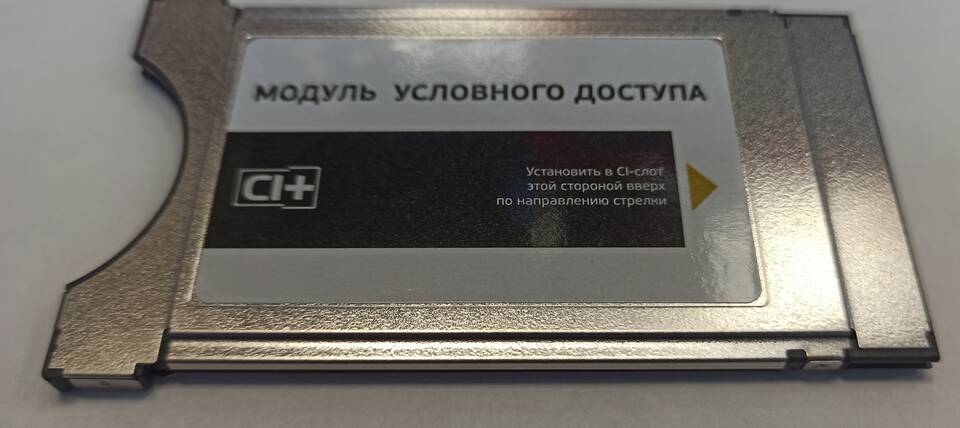 МОДУЛЬ УСЛОВНОГО ДОСТУПА
CI+
Установить в CI-слот
этой стороной вверх
по направлению стрелки